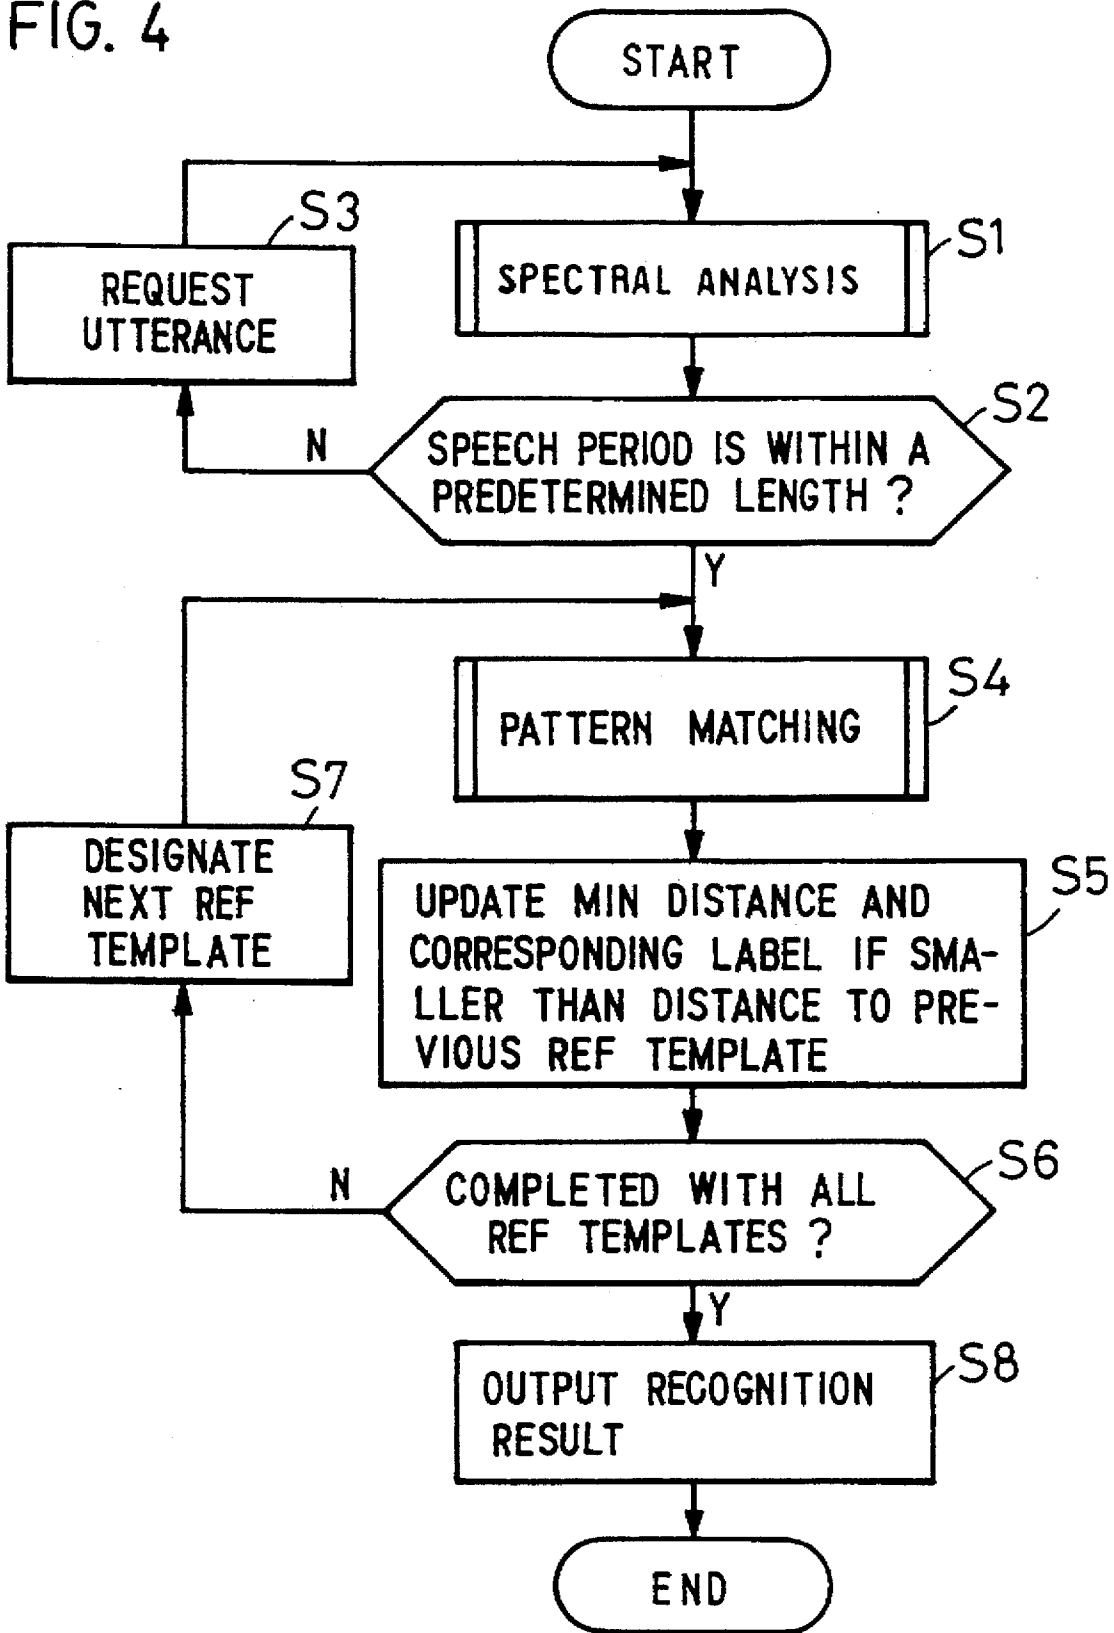 FIG. 4
START
S3
S1
REQUEST
UTTERANCE
SPECTRAL ANALYSIS
S2
N
SPEECH PERIOD IS WITHIN A
PREDETERMINED LENGTH ?
Y
S4
PATTERN MATCHING
S7
DESIGNATE
NEXT REF
TEMPLATE
S5
UPDATE MIN DISTANCE AND
CORRESPONDING LABEL IF SMA-
LLER THAN DISTANCE TO PRE-
VIOUS REF TEMPLATE
S6
N
COMPLETED WITH ALL
REF TEMPLATES ?
Y
S8
OUTPUT RECOGNITION
RESULT
END